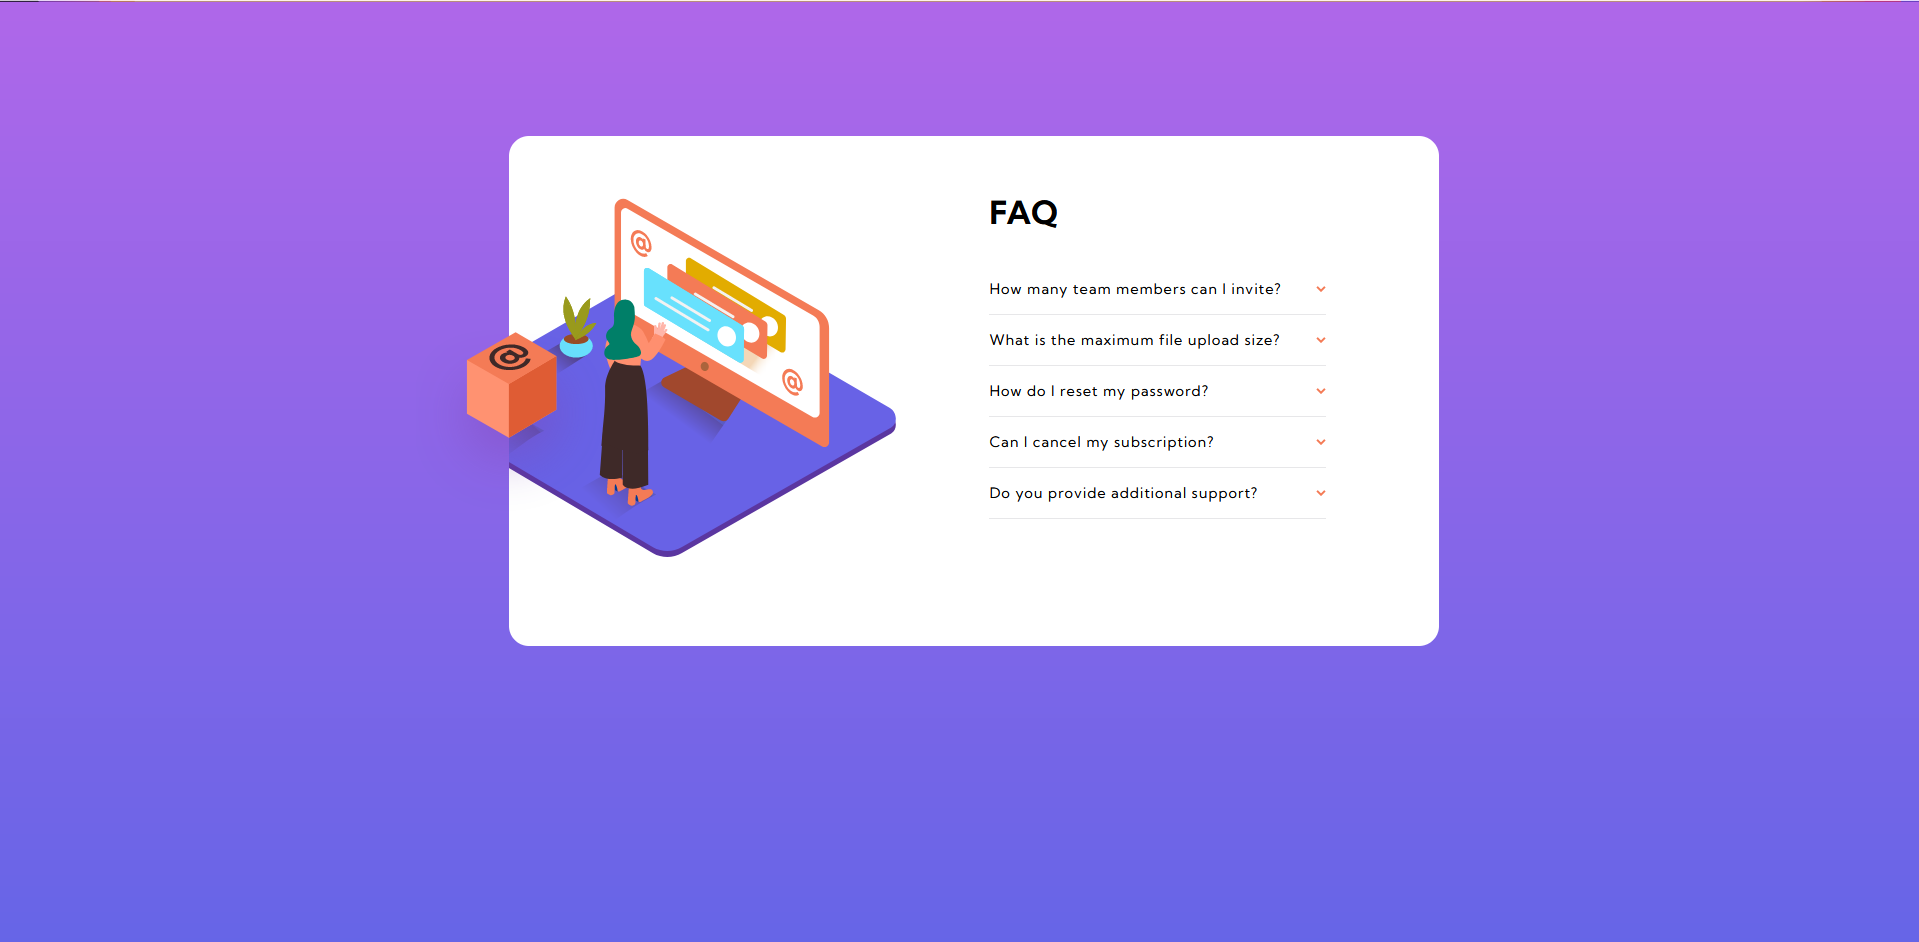 FAQ
How many team members can I invite?
What is the maximum file upload size?
How do I reset my password?
Can I cancel my subscription?
Do you provide additional support?
@
@
@